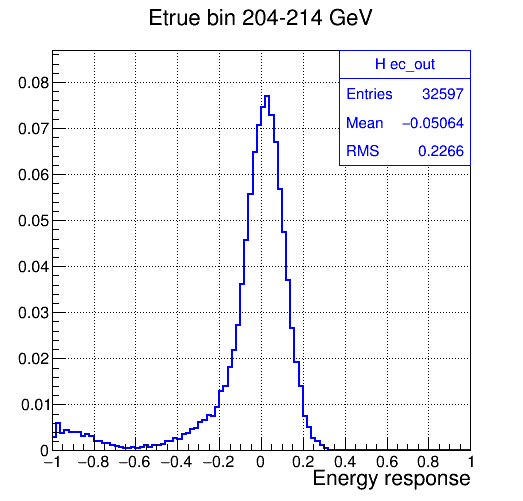 Etrue bin 204-214 GeV
H ec_out
Entries 32597
Mean −0.05064
RMS 0.2266
0.08
0.07
0.06
0.05
0.04
0.03
0.02
0.01
0
−1 −0.8 −0.6 −0.4 −0.2 0 0.2 0.4 0.6 0.8 1
Energy response